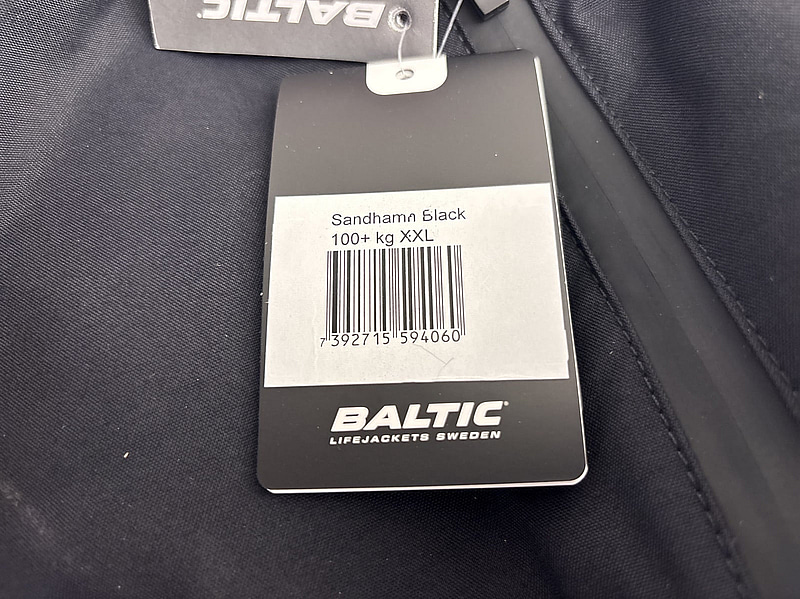 BALTIC
Sandhamn Black
100+ kg XXL
7 392715 594060
BALTIC
LIFEJACKETS SWEDEN